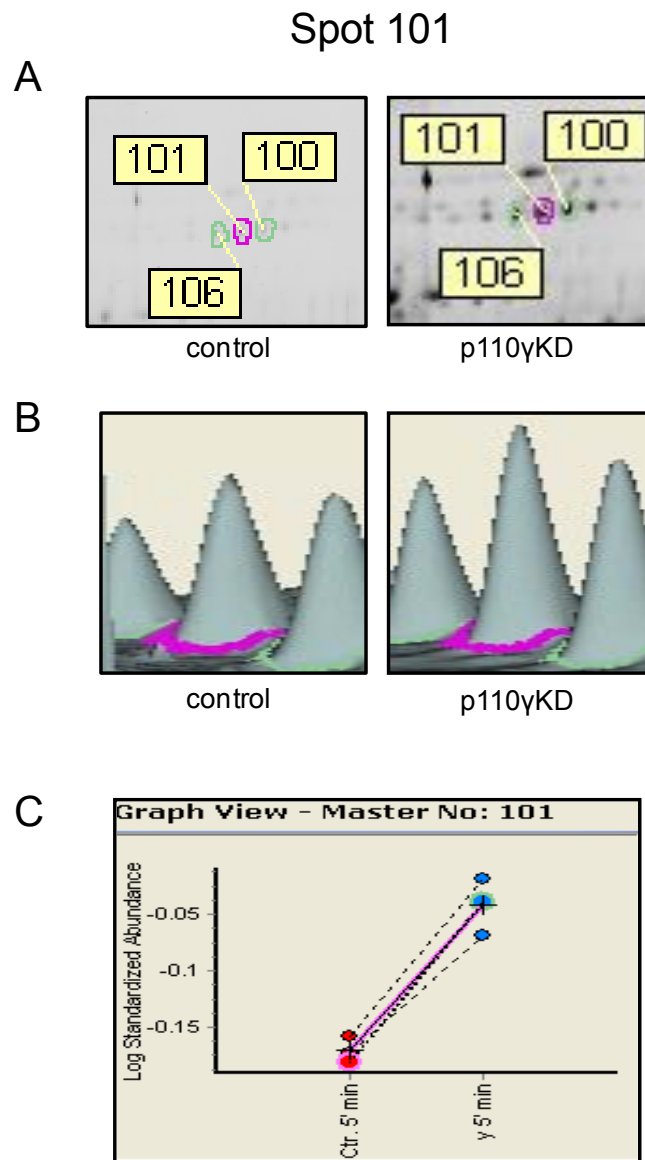 Spot 101
A
101 100
106
control
101 100
106
p110γKD
B
control
p110γKD
C
Graph View - Master No: 101
Log Standardized Abundance
-0.05
-0.1
-0.15
Ctr. 5' min
γ 5' min